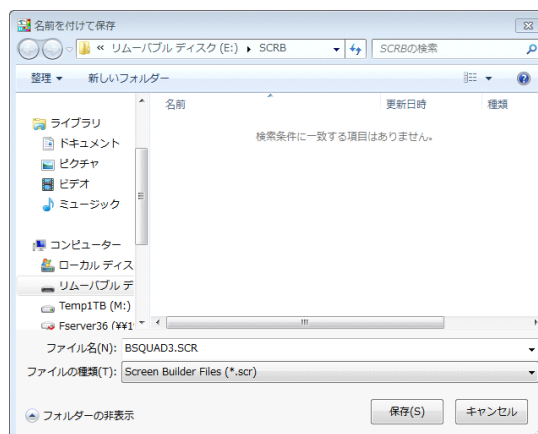 名前を付けて保存
« リムーバブル ディスク (E:) ▸ SCRB
SCRBの検索
整理 ▼ 新しいフォルダー
名前 更新日時 種類
検索条件に一致する項目はありません。
ライブラリ
ドキュメント
ピクチャ
ビデオ
ミュージック
コンピューター
ローカル ディス
リムーバブル デ
Temp1TB (M:)
Fserver36 (¥¥1
ファイル名(N): BSQUAD3.SCR
ファイルの種類(T): Screen Builder Files (*.scr)
フォルダーの非表示
保存(S) キャンセル